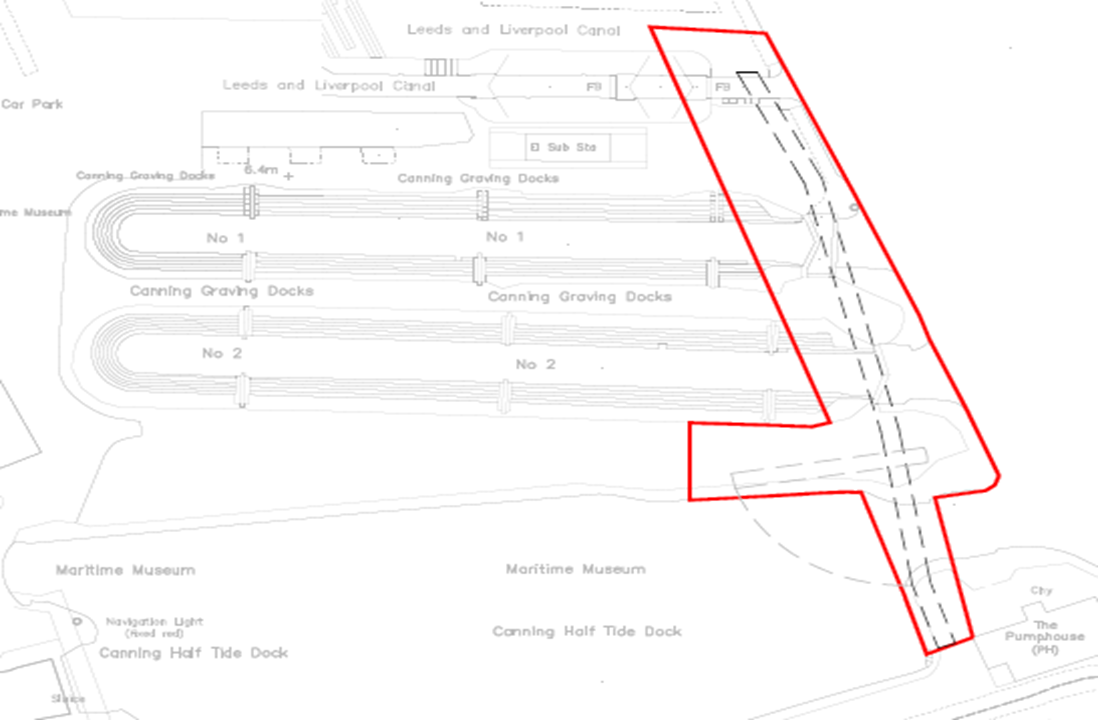 Leeds and Liverpool Canal
Leeds and Liverpool Canal
F9
F9
Car Park
Sub Sta
6.4m
Canning Graving Docks
Canning Graving Docks
me Museum
No 1
No 1
Canning Graving Docks
Canning Graving Docks
No 2
No 2
Maritime Museum
Maritime Museum
City
Navigation Light
(fixed red)
The
Pumphouse
(PH)
Canning Half Tide Dock
Canning Half Tide Dock